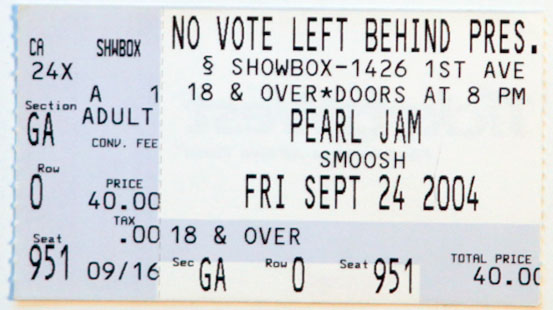 CA SHWBOX
24X
A 1
Section ADULT
GA CONV. FEE
Row PRICE
0 40.00
TAX
Seat .00
951 09/16
NO VOTE LEFT BEHIND PRES.
§ SHOWBOX-1426 1ST AVE
18 & OVER*DOORS AT 8 PM
PEARL JAM
SMOOSH
FRI SEPT 24 2004
18 & OVER
Sec GA Row 0 Seat 951
TOTAL PRICE
40.00